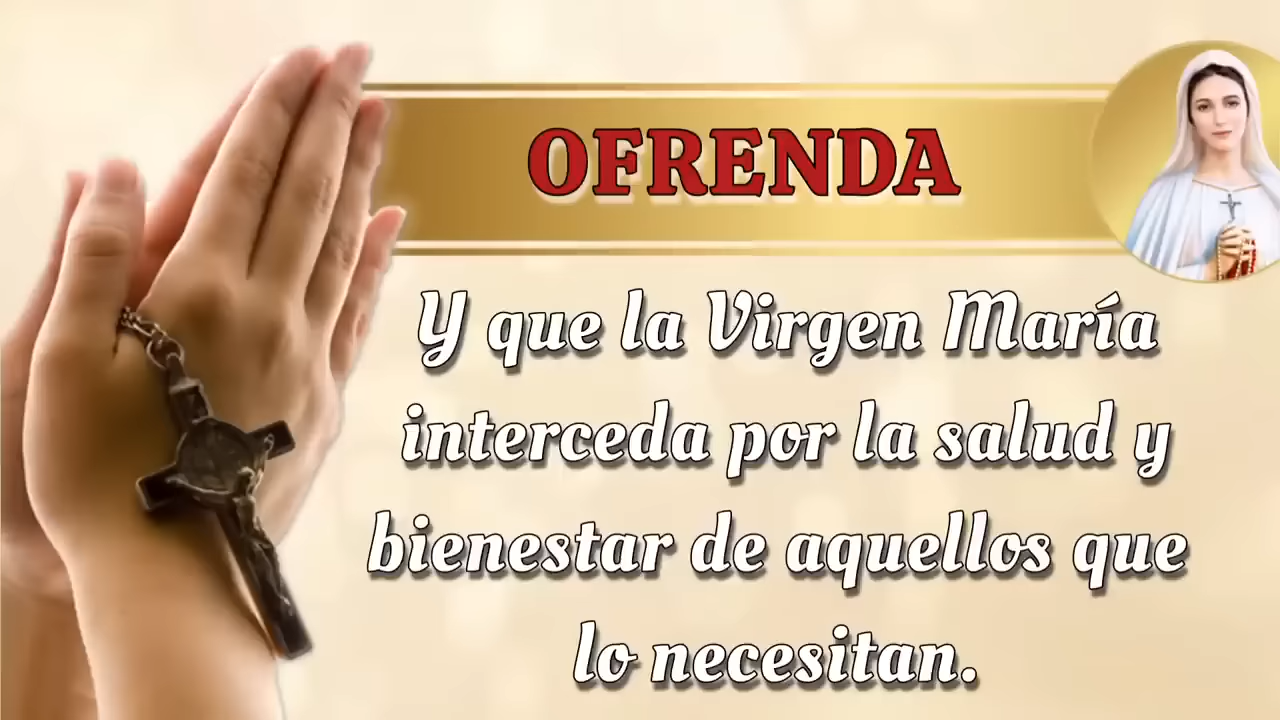 OFRENDA
Y que la Virgen María
interceda por la salud y
bienestar de aquellos que
lo necesitan.